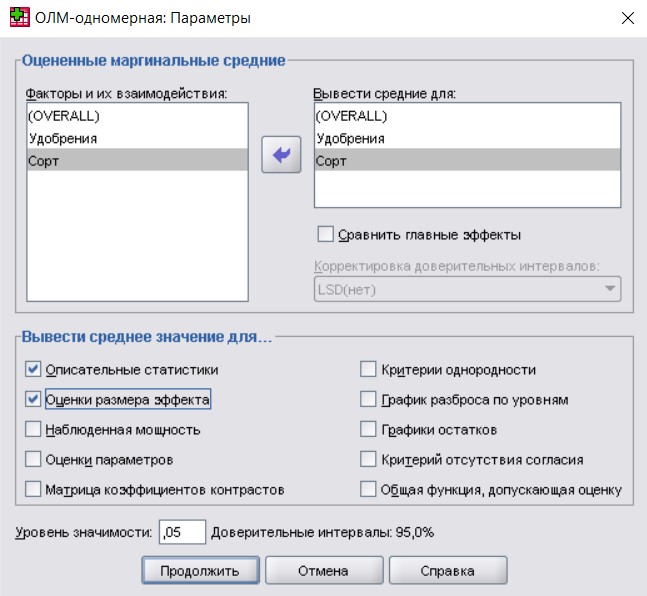 ОЛМ-одномерная: Параметры
Оцененные маргинальные средние
Факторы и их взаимодействия:
(OVERALL)
Удобрения
Сорт
Вывести средние для:
(OVERALL)
Удобрения
Сорт
Сравнить главные эффекты
Корректировка доверительных интервалов:
LSD(нет)
Вывести среднее значение для...
Описательные статистики
Оценки размера эффекта
Наблюденная мощность
Оценки параметров
Матрица коэффициентов контрастов
Критерии однородности
График разброса по уровням
Графики остатков
Критерий отсутствия согласия
Общая функция, допускающая оценку
Уровень значимости: ,05 Доверительные интервалы: 95,0%
Продолжить Отмена Справка